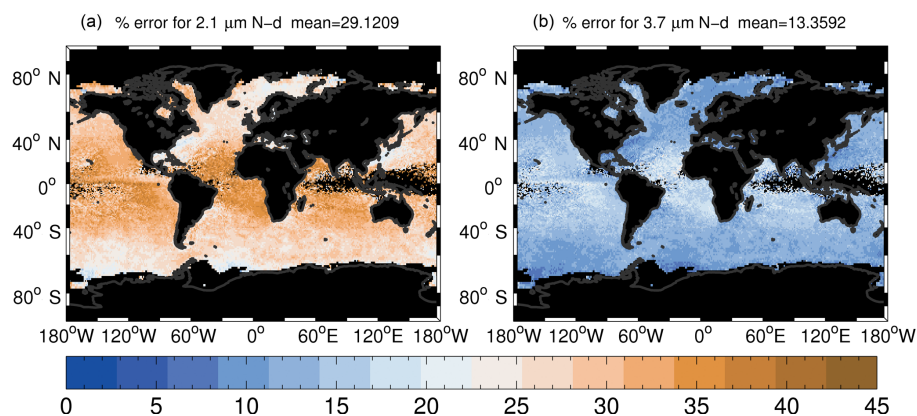 (a) % error for 2.1 μm N-d mean=29.1209
(b) % error for 3.7 μm N-d mean=13.3592
80° N
40° N
0°
40° S
80° S
180°W 120°W 60°W 0° 60°E 120°E 180°W
80° N
40° N
0°
40° S
80° S
180°W 120°W 60°W 0° 60°E 120°E 180°W
0 5 10 15 20 25 30 35 40 45